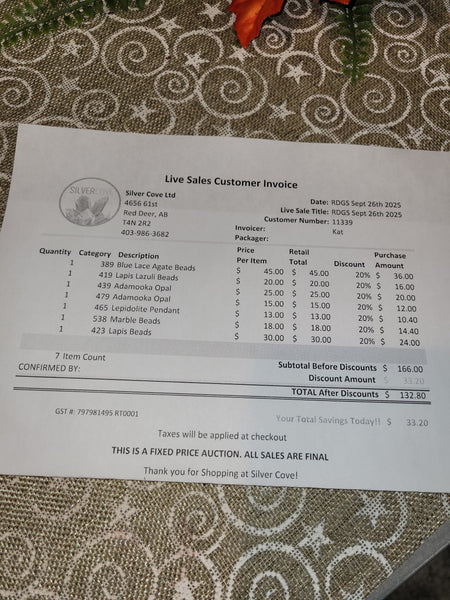 Live Sales Customer Invoice
SILVERCOVE
Silver Cove Ltd
4656 61st
Red Deer, AB
T4N 2R2
403-986-3682
Date: RDGS Sept 26th 2025
Live Sale Title: RDGS Sept 26th 2025
Customer Number: 11339
Invoicer: Kat
Packager:
Quantity Category Description Price Per Item Retail Total Discount Purchase Amount
1 389 Blue Lace Agate Beads $ 45.00 $ 45.00 20% $ 36.00
1 419 Lapis Lazuli Beads $ 20.00 $ 20.00 20% $ 16.00
1 439 Adamooka Opal $ 25.00 $ 25.00 20% $ 20.00
1 479 Adamooka Opal $ 15.00 $ 15.00 20% $ 12.00
1 465 Lepidolite Pendant $ 13.00 $ 13.00 20% $ 10.40
1 538 Marble Beads $ 18.00 $ 18.00 20% $ 14.40
1 423 Lapis Beads $ 30.00 $ 30.00 20% $ 24.00
7 Item Count
Subtotal Before Discounts $ 166.00
CONFIRMED BY:
Discount Amount $ 33.20
TOTAL After Discounts $ 132.80
GST #: 797981495 RT0001
Your Total Savings Today!! $ 33.20
Taxes will be applied at checkout
THIS IS A FIXED PRICE AUCTION. ALL SALES ARE FINAL
Thank you for Shopping at Silver Cove!